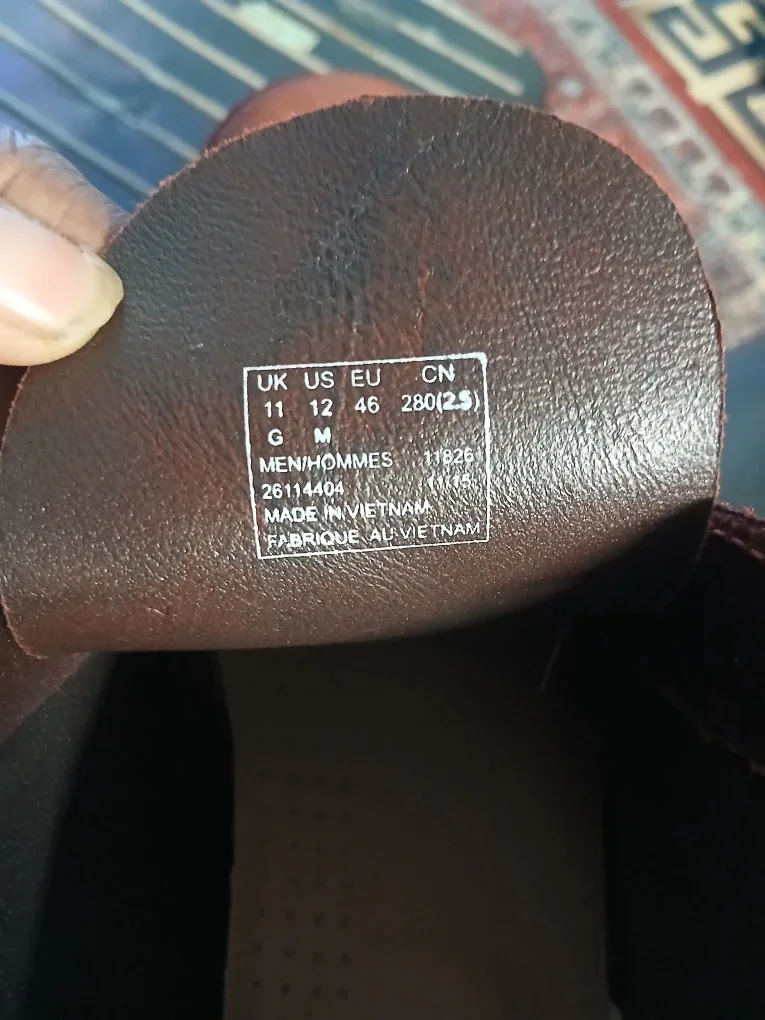 UK US EU CN
11 12 46 280(2.5)
G M
MEN/HOMMES 11826
26114404 11115
MADE IN VIETNAM
FABRIQUE AU VIETNAM